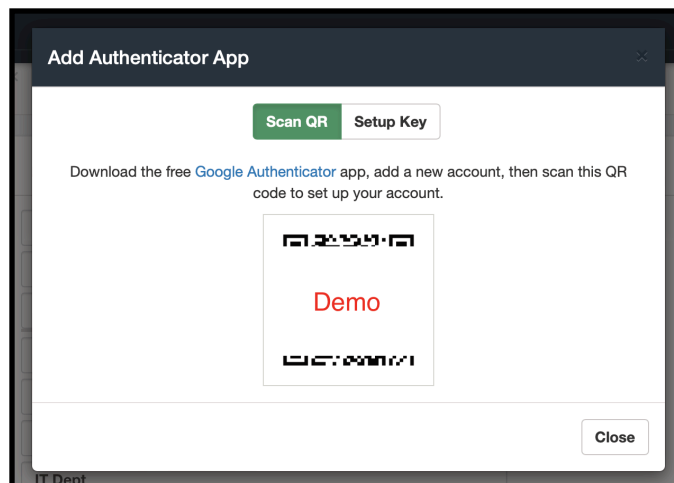 Add Authenticator App
×
Scan QR Setup Key
Download the free Google Authenticator app, add a new account, then scan this QR
code to set up your account.
Demo
Close
IT Dept